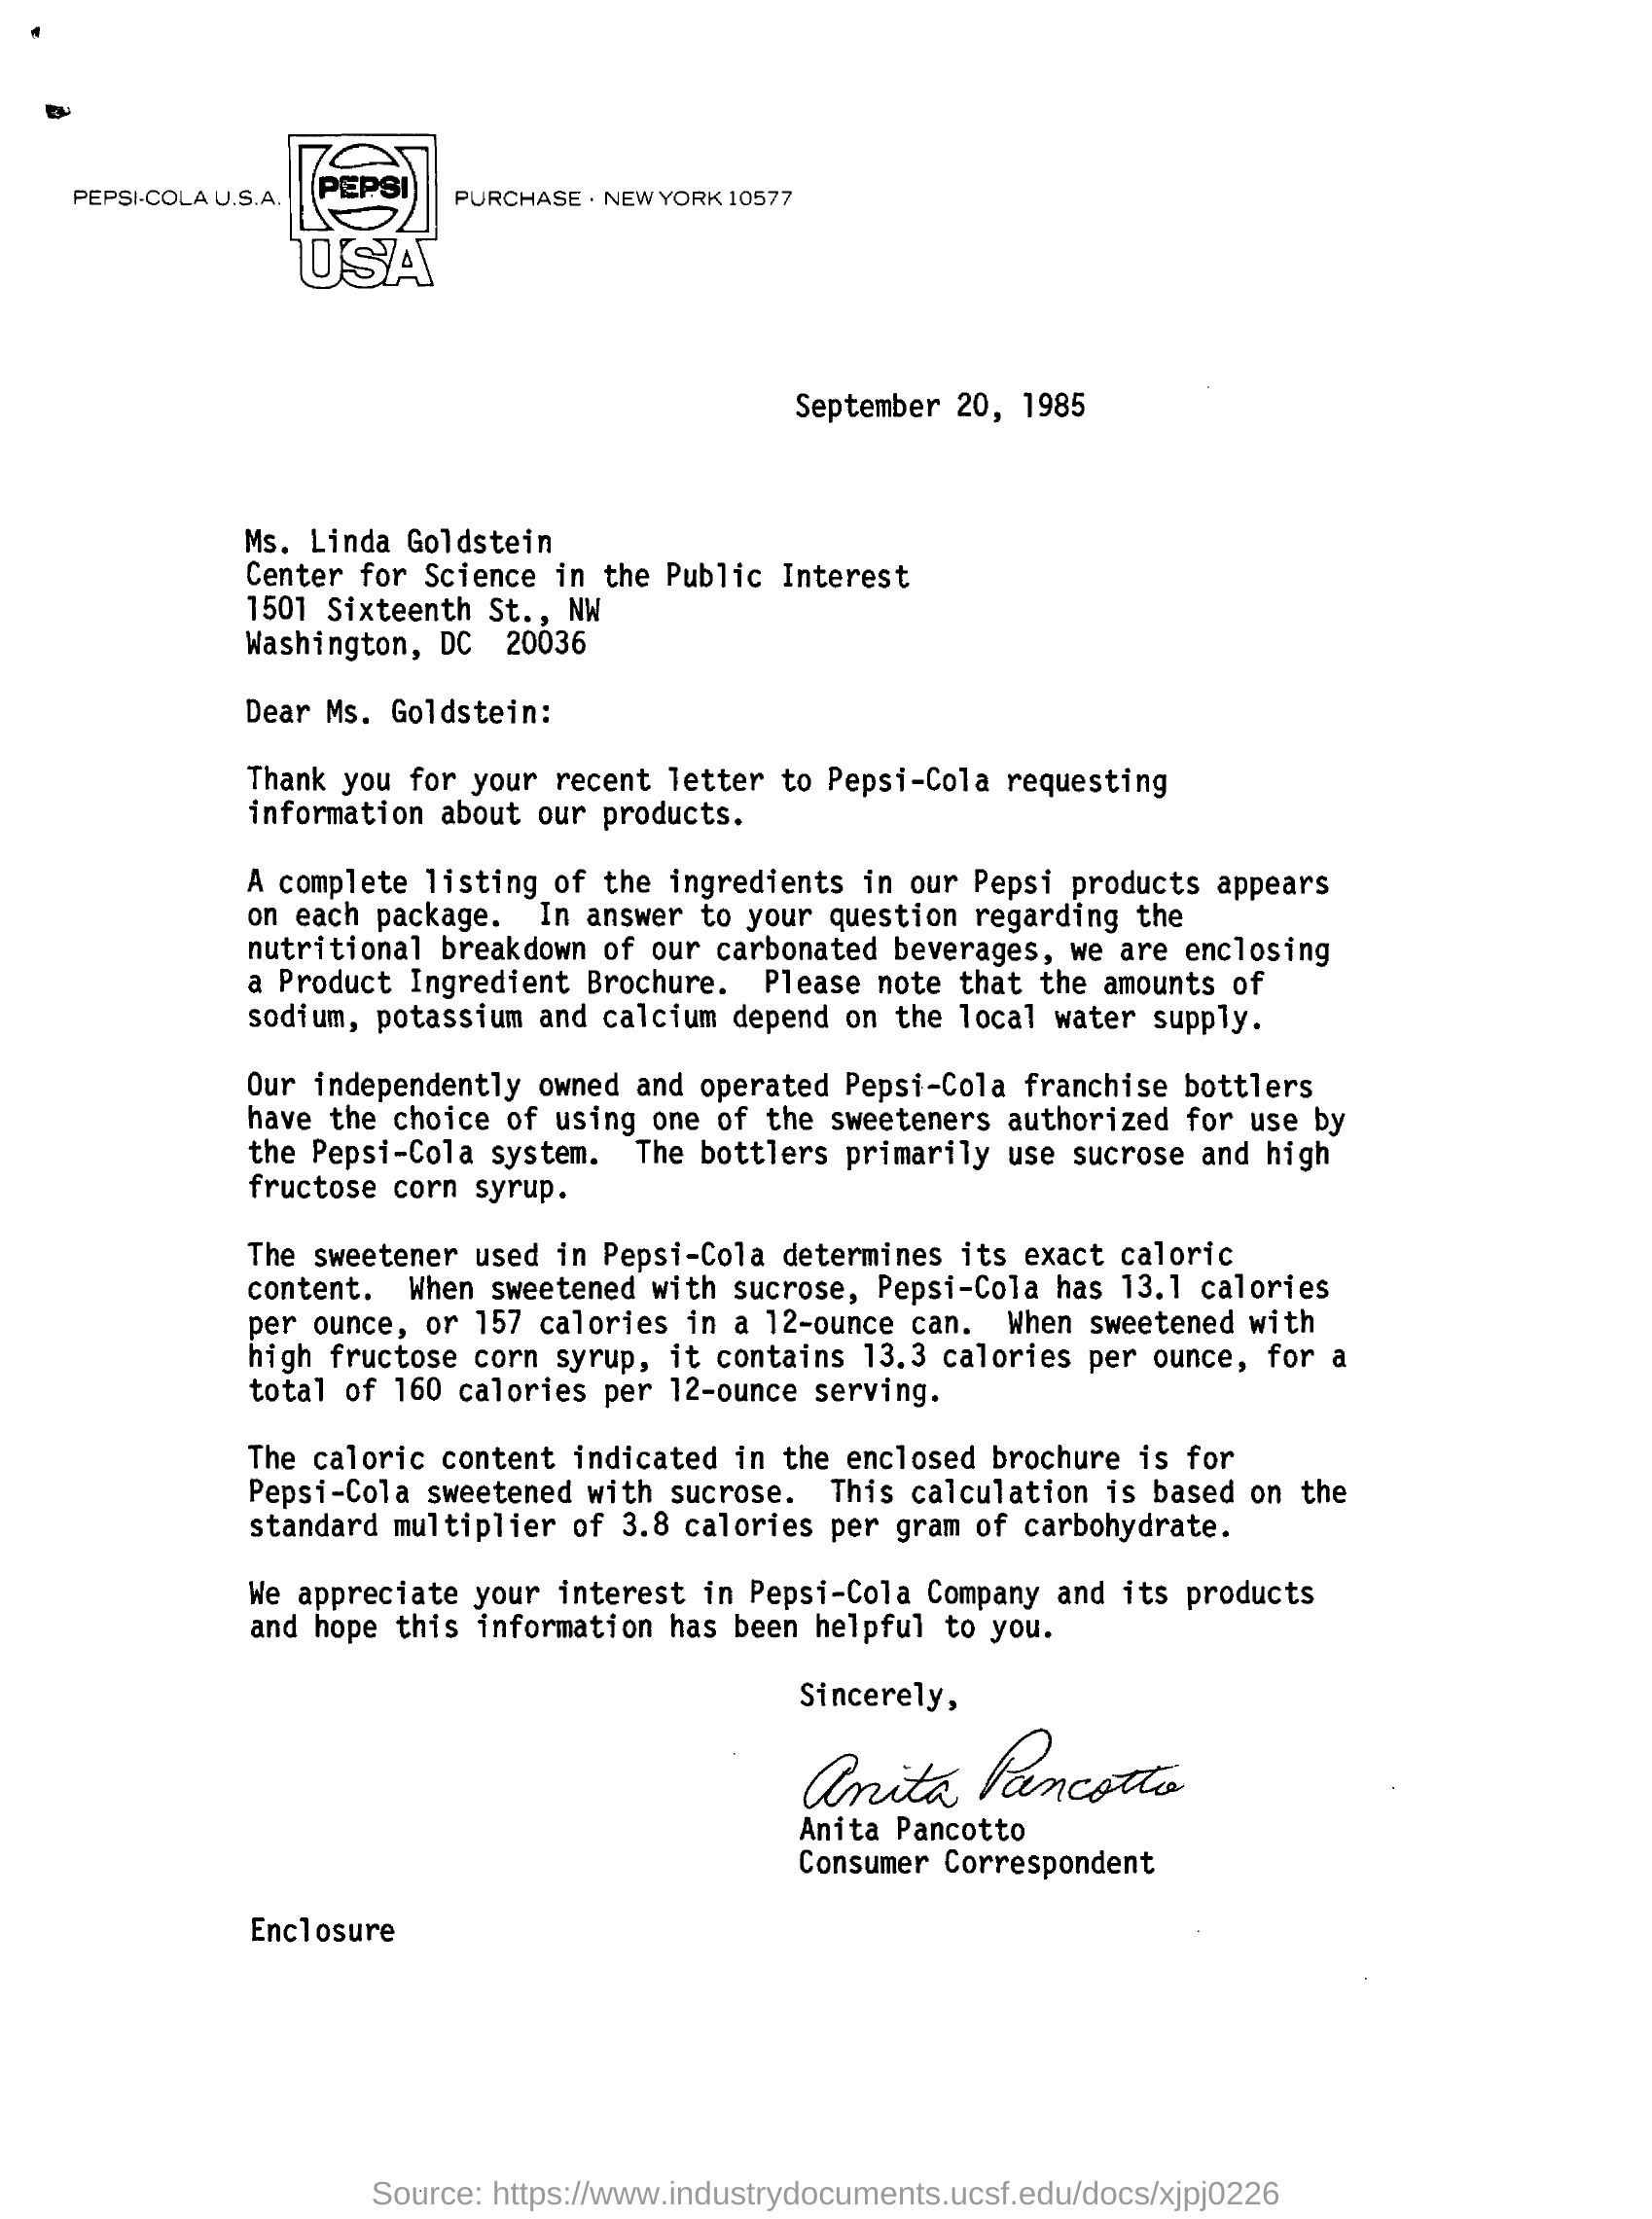 PEPSI-COLA U.S.A. PEPSI USA PURCHASE · NEW YORK 10577
September 20, 1985
Ms. Linda Goldstein
Center for Science in the Public Interest
1501 Sixteenth St., NW
Washington, DC 20036
Dear Ms. Goldstein:
Thank you for your recent letter to Pepsi-Cola requesting
information about our products.
A complete listing of the ingredients in our Pepsi products appears
on each package. In answer to your question regarding the
nutritional breakdown of our carbonated beverages, we are enclosing
a Product Ingredient Brochure. Please note that the amounts of
sodium, potassium and calcium depend on the local water supply.
Our independently owned and operated Pepsi-Cola franchise bottlers
have the choice of using one of the sweeteners authorized for use by
the Pepsi-Cola system. The bottlers primarily use sucrose and high
fructose corn syrup.
The sweetener used in Pepsi-Cola determines its exact caloric
content. When sweetened with sucrose, Pepsi-Cola has 13.1 calories
per ounce, or 157 calories in a 12-ounce can. When sweetened with
high fructose corn syrup, it contains 13.3 calories per ounce, for a
total of 160 calories per 12-ounce serving.
The caloric content indicated in the enclosed brochure is for
Pepsi-Cola sweetened with sucrose. This calculation is based on the
standard multiplier of 3.8 calories per gram of carbohydrate.
We appreciate your interest in Pepsi-Cola Company and its products
and hope this information has been helpful to you.
Sincerely,
Anita Pancotto
Anita Pancotto
Consumer Correspondent
Enclosure
Source: https://www.industrydocuments.ucsf.edu/docs/xjpj0226